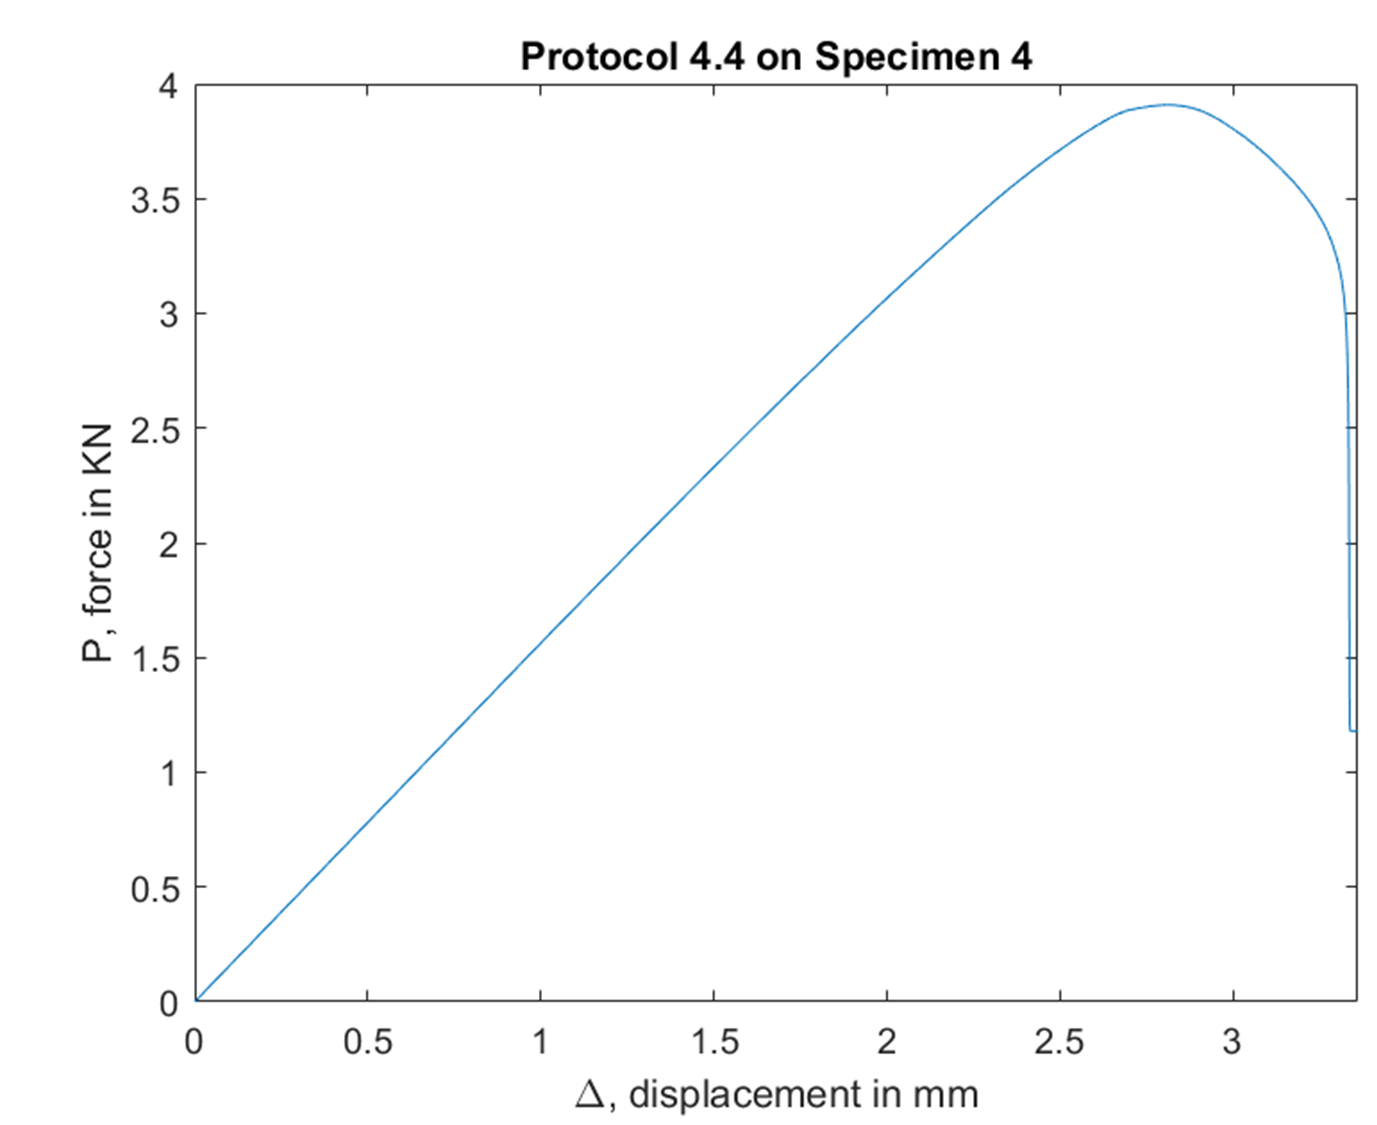 Protocol 4.4 on Specimen 4
4
3.5
3
2.5
2
1.5
1
0.5
0
P, force in KN
0 0.5 1 1.5 2 2.5 3
Δ, displacement in mm